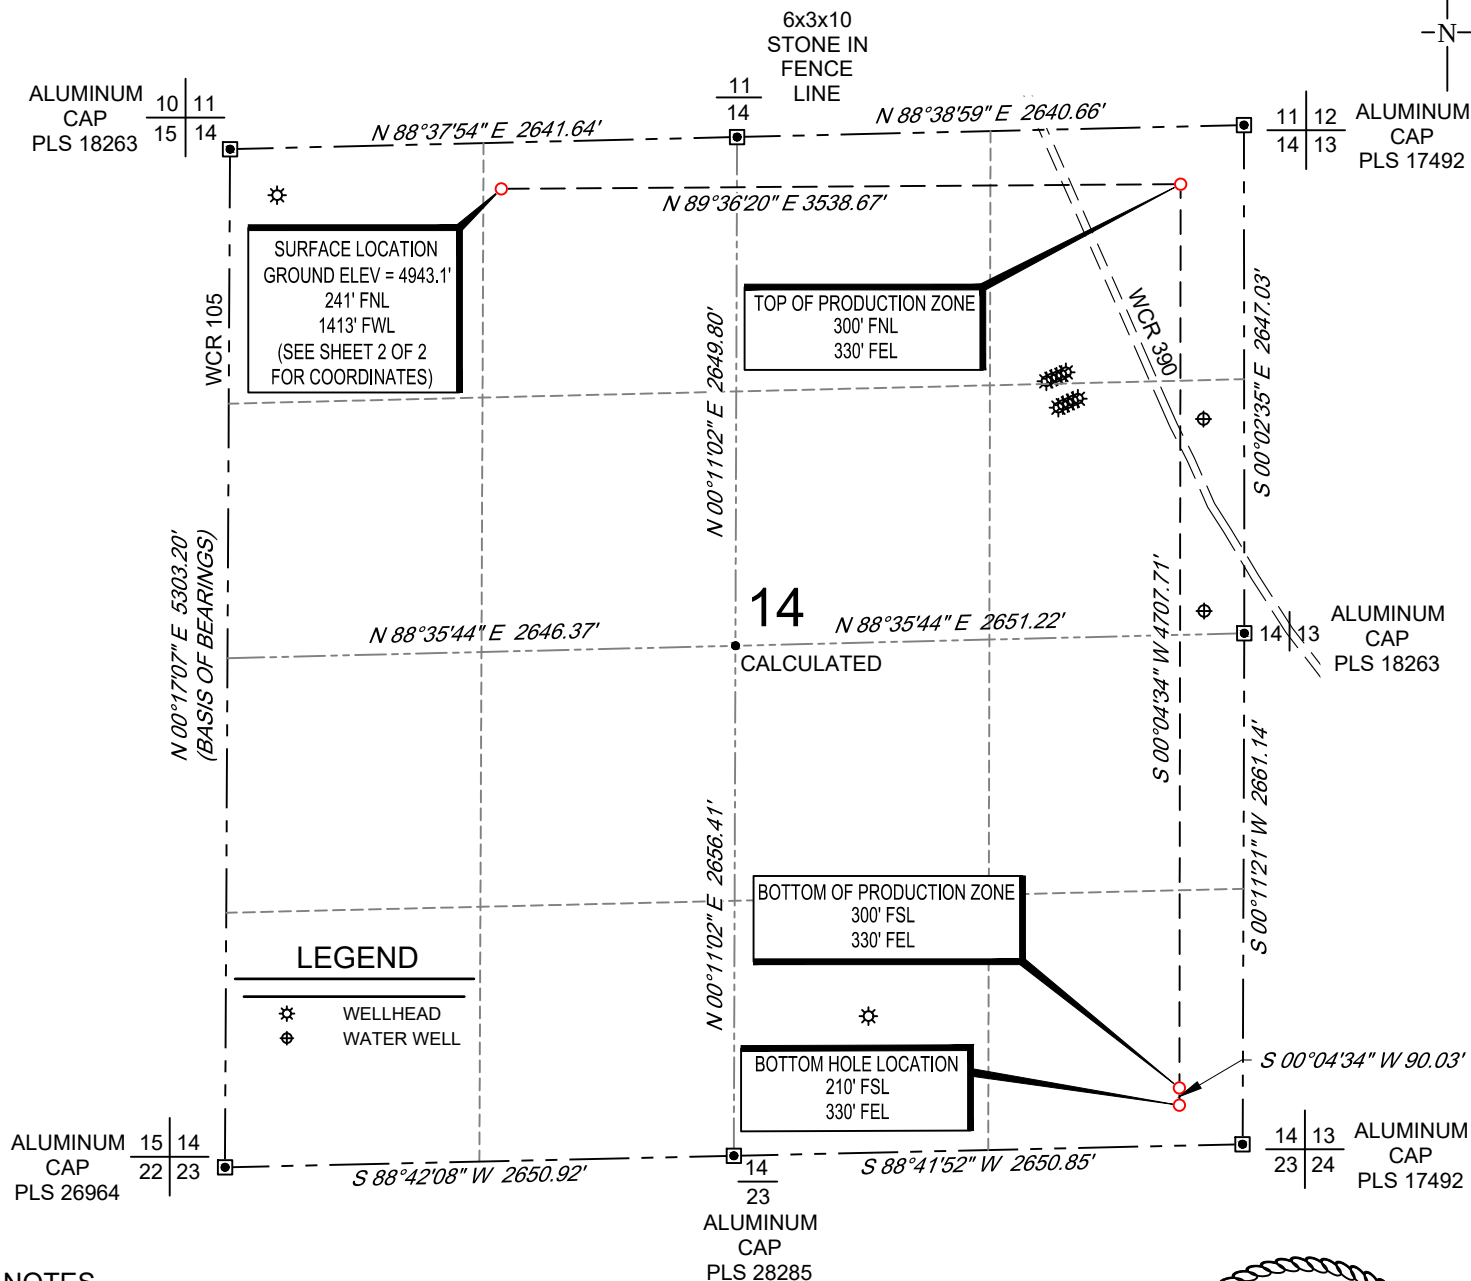 6x3x10
STONE IN
FENCE
LINE
N
ALUMINUM
CAP
PLS 18263
10 11
15 14
11
14
11 12
14 13
ALUMINUM
CAP
PLS 17492
N 88°37'54" E 2641.64'
N 88°38'59" E 2640.66'
N 89°36'20" E 3538.67'
SURFACE LOCATION
GROUND ELEV = 4943.1'
241' FNL
1413' FWL
(SEE SHEET 2 OF 2
FOR COORDINATES)
TOP OF PRODUCTION ZONE
300' FNL
330' FEL
WCR 105
WCR 390
N 00°11'02" E 2649.80'
S 00°02'35" E 2647.03'
N 00°17'07" E 5303.20'
(BASIS OF BEARINGS)
S 00°04'34" W 4707.71'
14
N 88°35'44" E 2646.37'
N 88°35'44" E 2651.22'
CALCULATED
14 13
ALUMINUM
CAP
PLS 18263
N 00°11'02" E 2656.41'
S 00°11'21" W 2661.14'
BOTTOM OF PRODUCTION ZONE
300' FSL
330' FEL
LEGEND
WELLHEAD
WATER WELL
BOTTOM HOLE LOCATION
210' FSL
330' FEL
S 00°04'34" W 90.03'
ALUMINUM
CAP
PLS 26964
15 14
22 23
S 88°42'08" W 2650.92'
14
23
ALUMINUM
CAP
PLS 28285
S 88°41'52" W 2650.85'
14 13
23 24
ALUMINUM
CAP
PLS 17492
NOTES